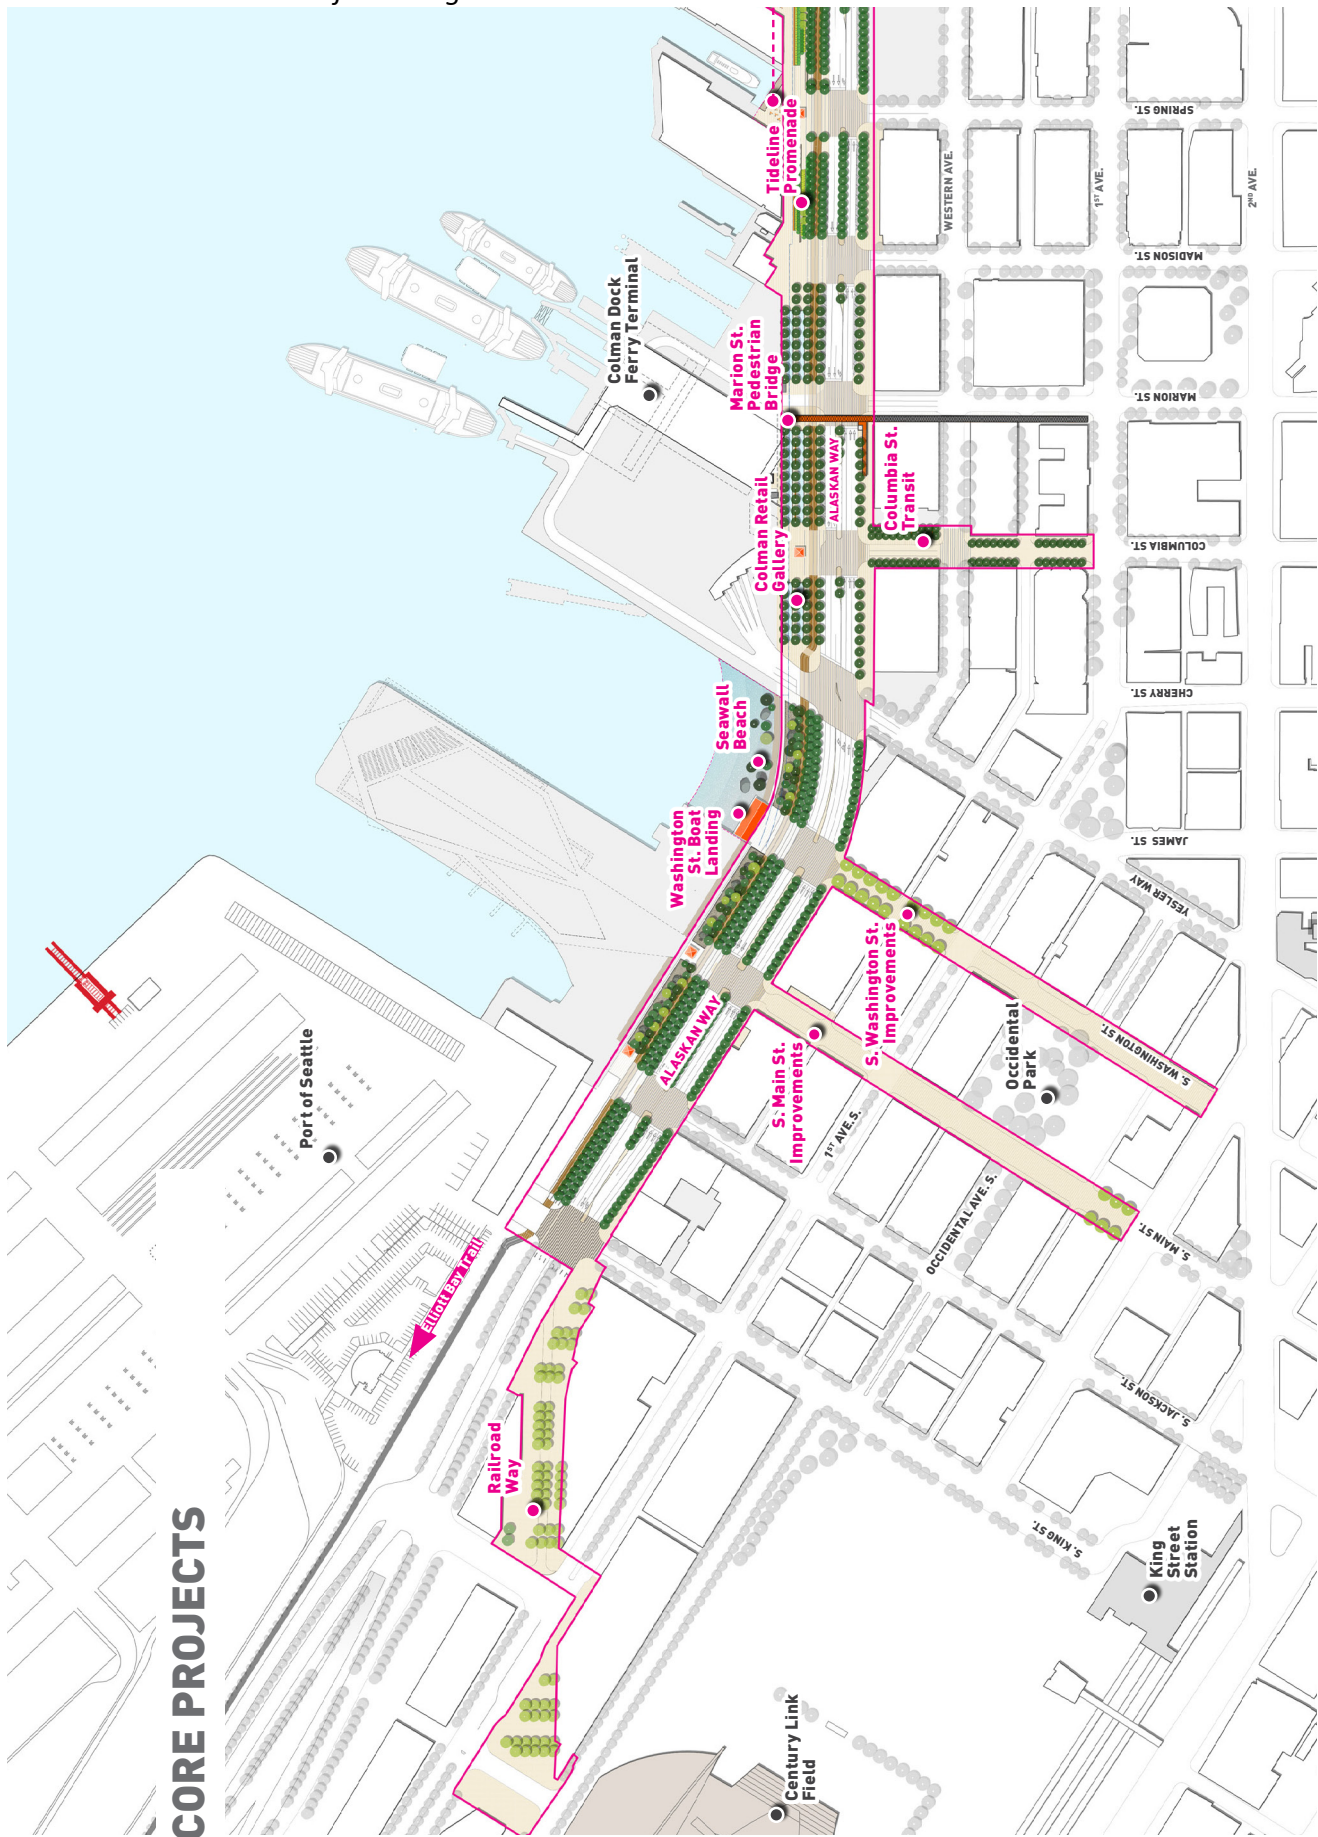 SPRING ST.
Tideline
Promenade
WESTERN AVE.
1ST AVE.
2ND AVE.
MADISON ST.
Colman Dock
Ferry Terminal
Marion St.
Pedestrian
Bridge
MARION ST.
ALASKAN WAY
Columbia St.
Transit
Colman Retail
Gallery
COLUMBIA ST.
CHERRY ST.
Seawall
Beach
Washington
St. Boat
Landing
JAMES ST.
YESLER WAY
S. Washington St.
Improvements
ALASKAN WAY
S. Main St.
Improvements
Occidental
Park
S. WASHINGTON ST.
Port of Seattle
1ST AVE. S.
OCCIDENTAL AVE. S.
S. MAIN ST.
Elliott Bay Trail
S. JACKSON ST.
Railroad
Way
S. KING ST.
King
Street
Station
Century Link
Field
CORE PROJECTS